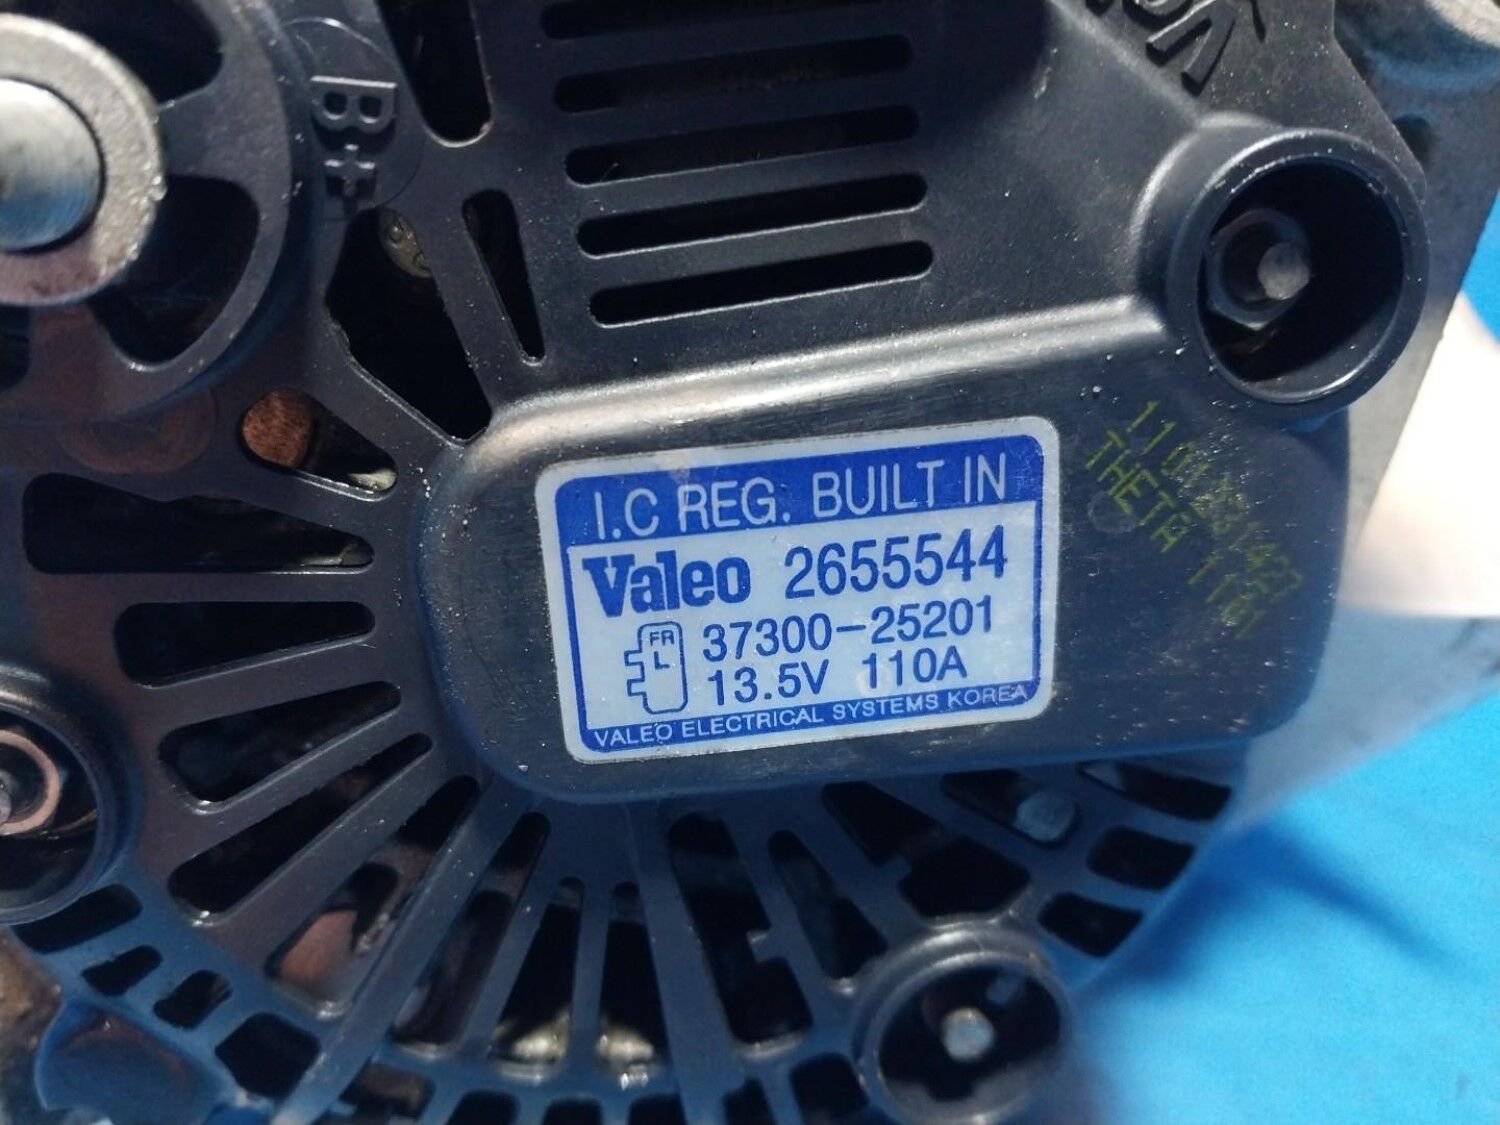 B+
I.C REG. BUILT IN
Valeo 2655544
FR
L
37300-25201
13.5V 110A
VALEO ELECTRICAL SYSTEMS KOREA
THETA